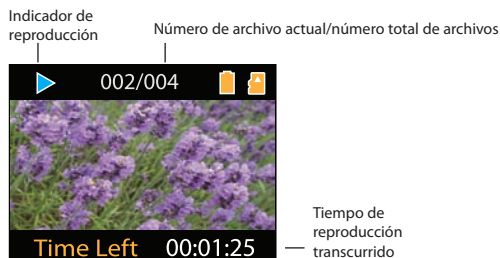 Indicador de
reproducción
Número de archivo actual/número total de archivos
002/004
Time Left 00:01:25
Tiempo de
reproducción
transcurrido